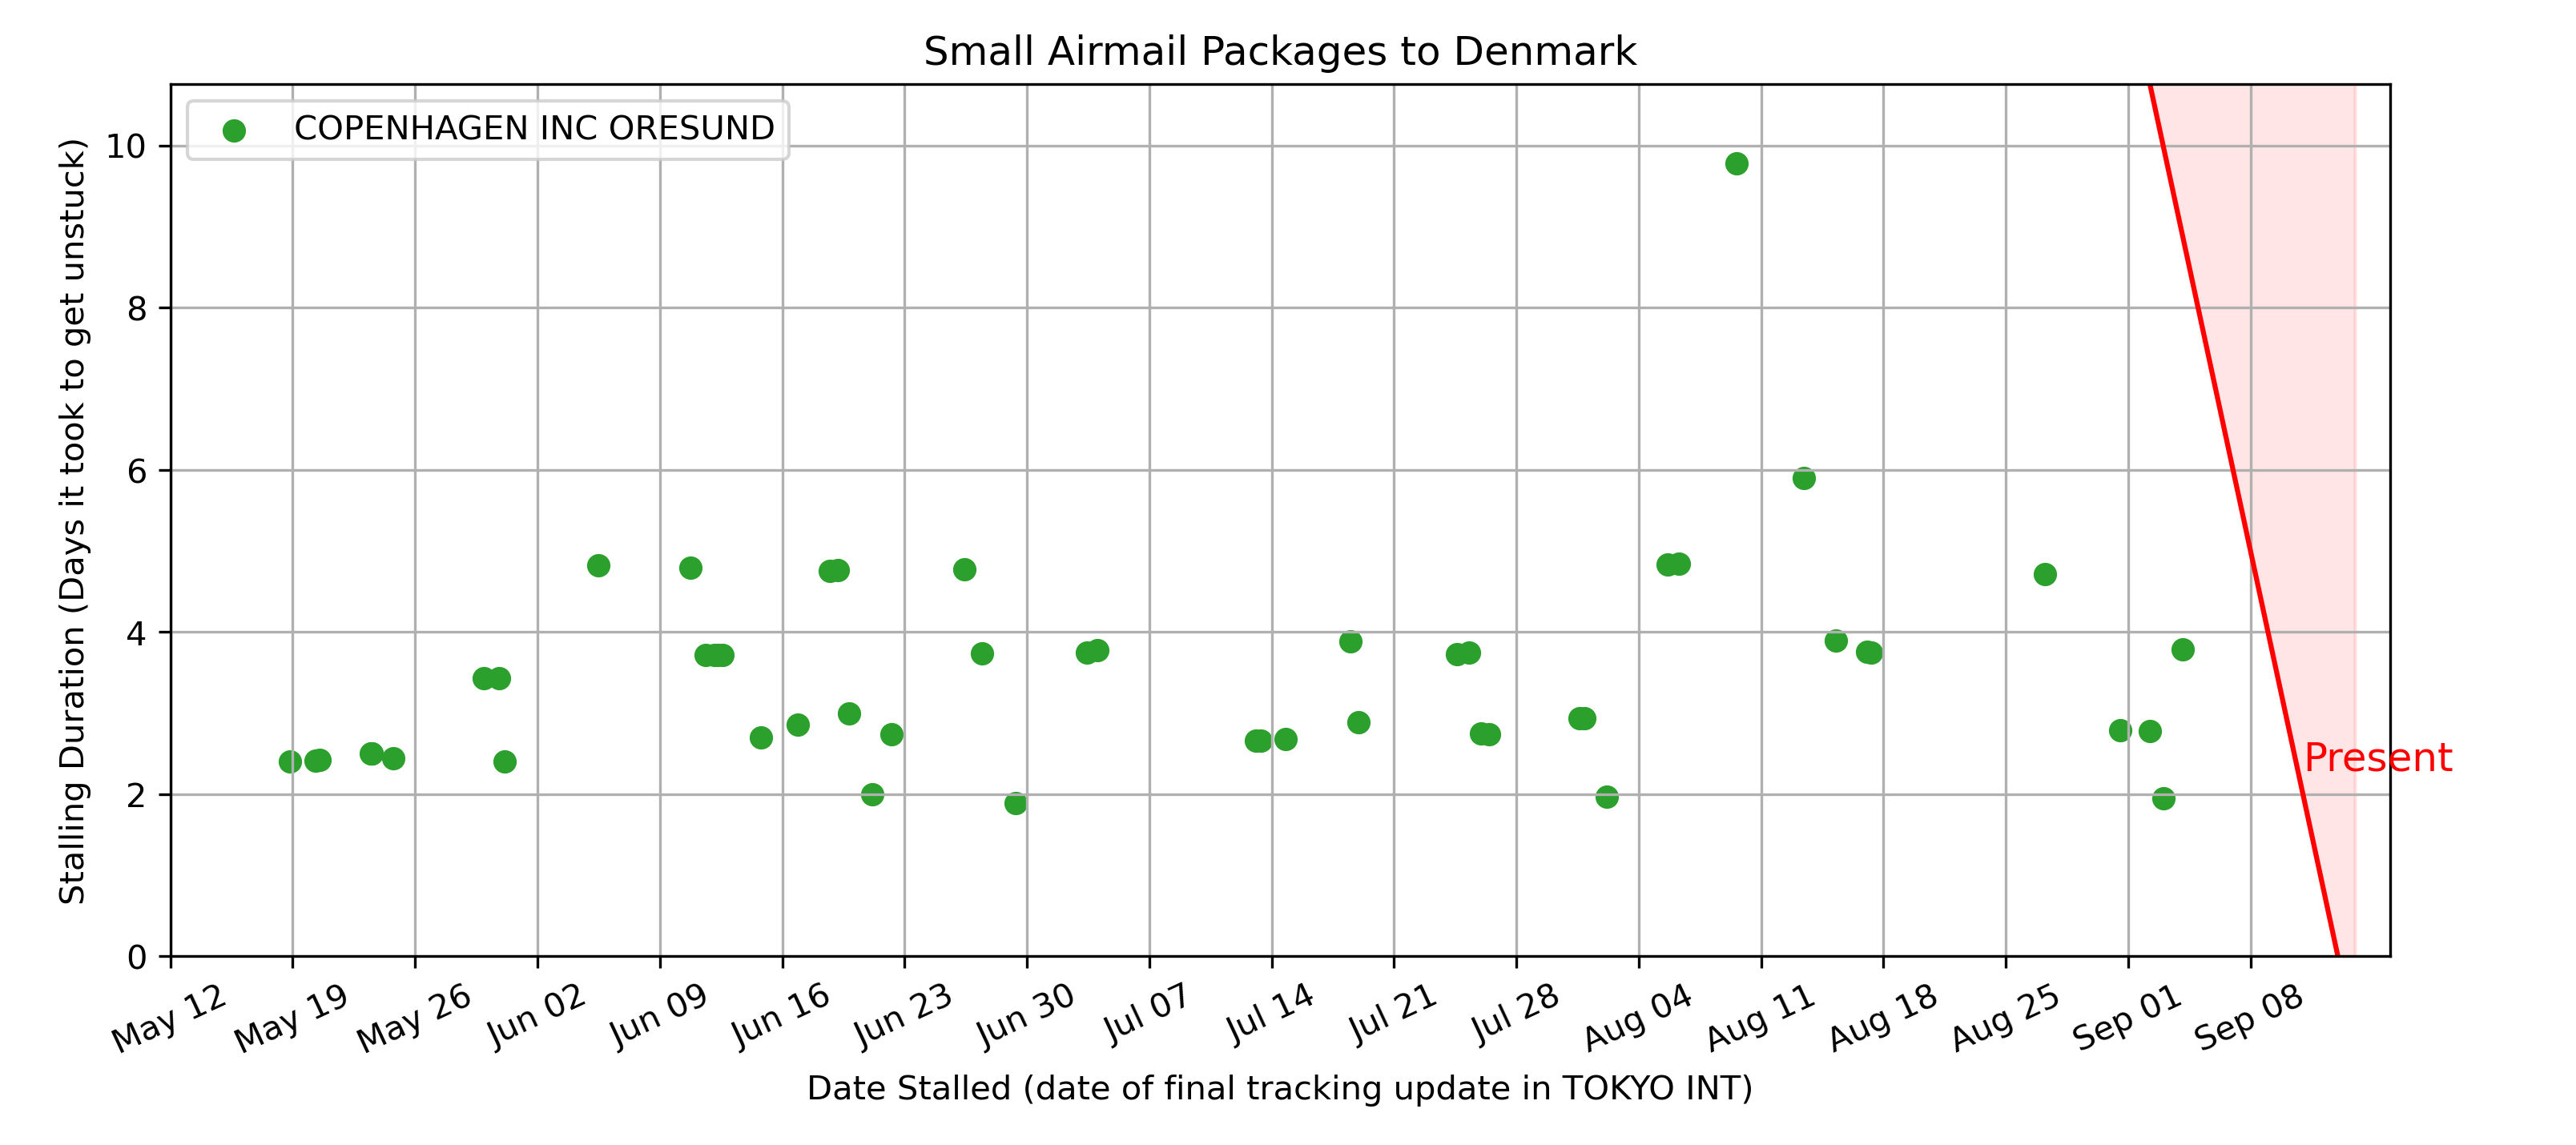 Small Airmail Packages to Denmark
COPENHAGEN INC ORESUND
Stalling Duration (Days it took to get unstuck)
10
8
6
4
2
0
Present
May 12
May 19
May 26
Jun 02
Jun 09
Jun 16
Jun 23
Jun 30
Jul 07
Jul 14
Jul 21
Jul 28
Aug 04
Aug 11
Aug 18
Aug 25
Sep 01
Sep 08
Date Stalled (date of final tracking update in TOKYO INT)